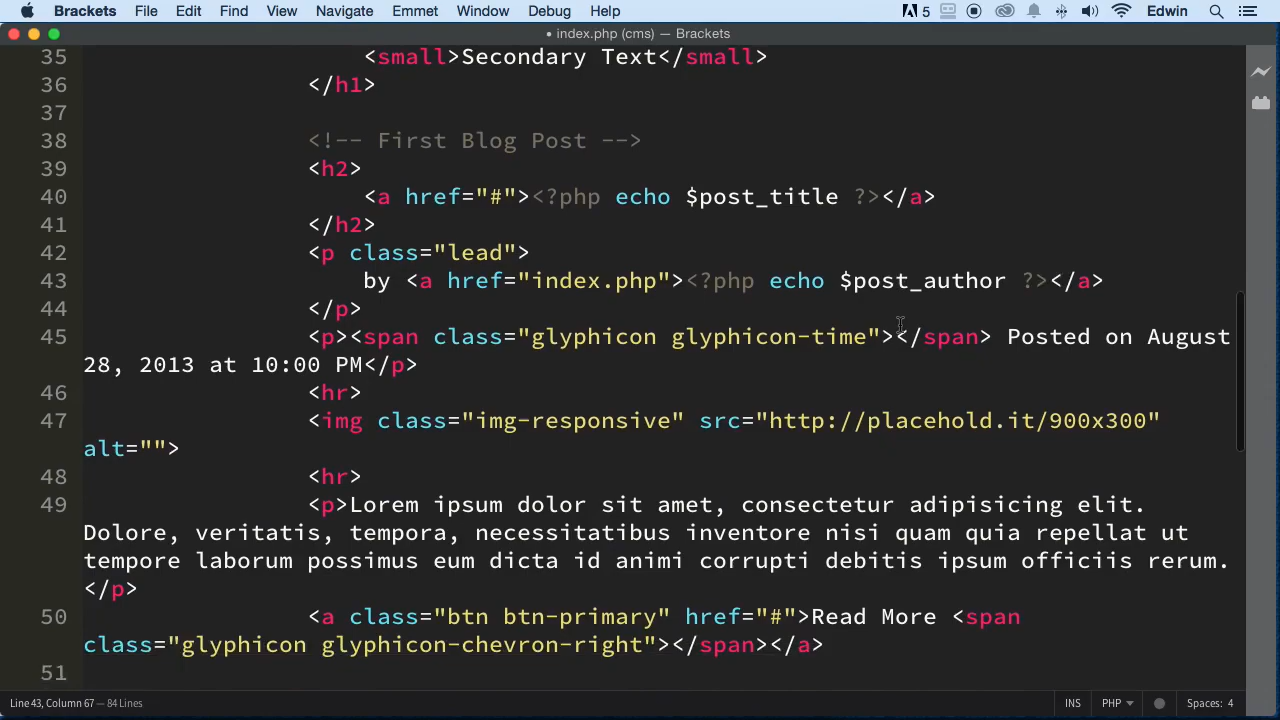 Brackets File Edit Find View Navigate Emmet Window Debug Help 5 Edwin
• index.php (cms) — Brackets
35 <small>Secondary Text</small>
36 </h1>
37
38 <!-- First Blog Post -->
39 <h2>
40 <a href="#"><?php echo $post_title ?></a>
41 </h2>
42 <p class="lead">
43 by <a href="index.php"><?php echo $post_author ?></a>
44 </p>
45 <p><span class="glyphicon glyphicon-time"></span> Posted on August
28, 2013 at 10:00 PM</p>
46 <hr>
47 <img class="img-responsive" src="http://placehold.it/900x300"
alt="">
48 <hr>
49 <p>Lorem ipsum dolor sit amet, consectetur adipisicing elit.
Dolore, veritatis, tempora, necessitatibus inventore nisi quam quia repellat ut
tempore laborum possimus eum dicta id animi corrupti debitis ipsum officiis rerum.
</p>
50 <a class="btn btn-primary" href="#">Read More <span
class="glyphicon glyphicon-chevron-right"></span></a>
51
Line 43, Column 67 — 84 Lines INS PHP Spaces: 4